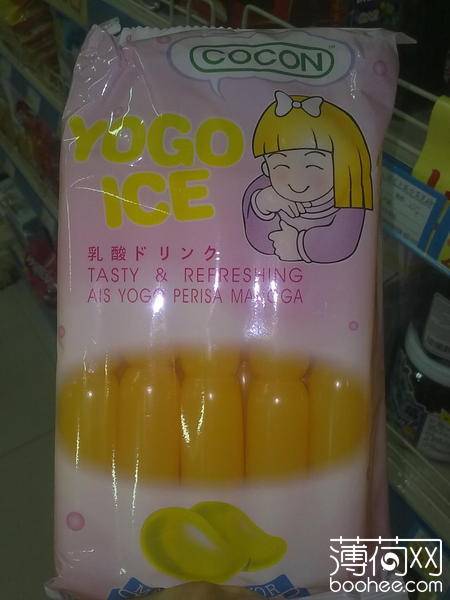 COCON
YOGO
ICE
乳酸ドリンク
TASTY & REFRESHING
AIS YOGO PERISA MANGGA
薄荷网
boohee.com